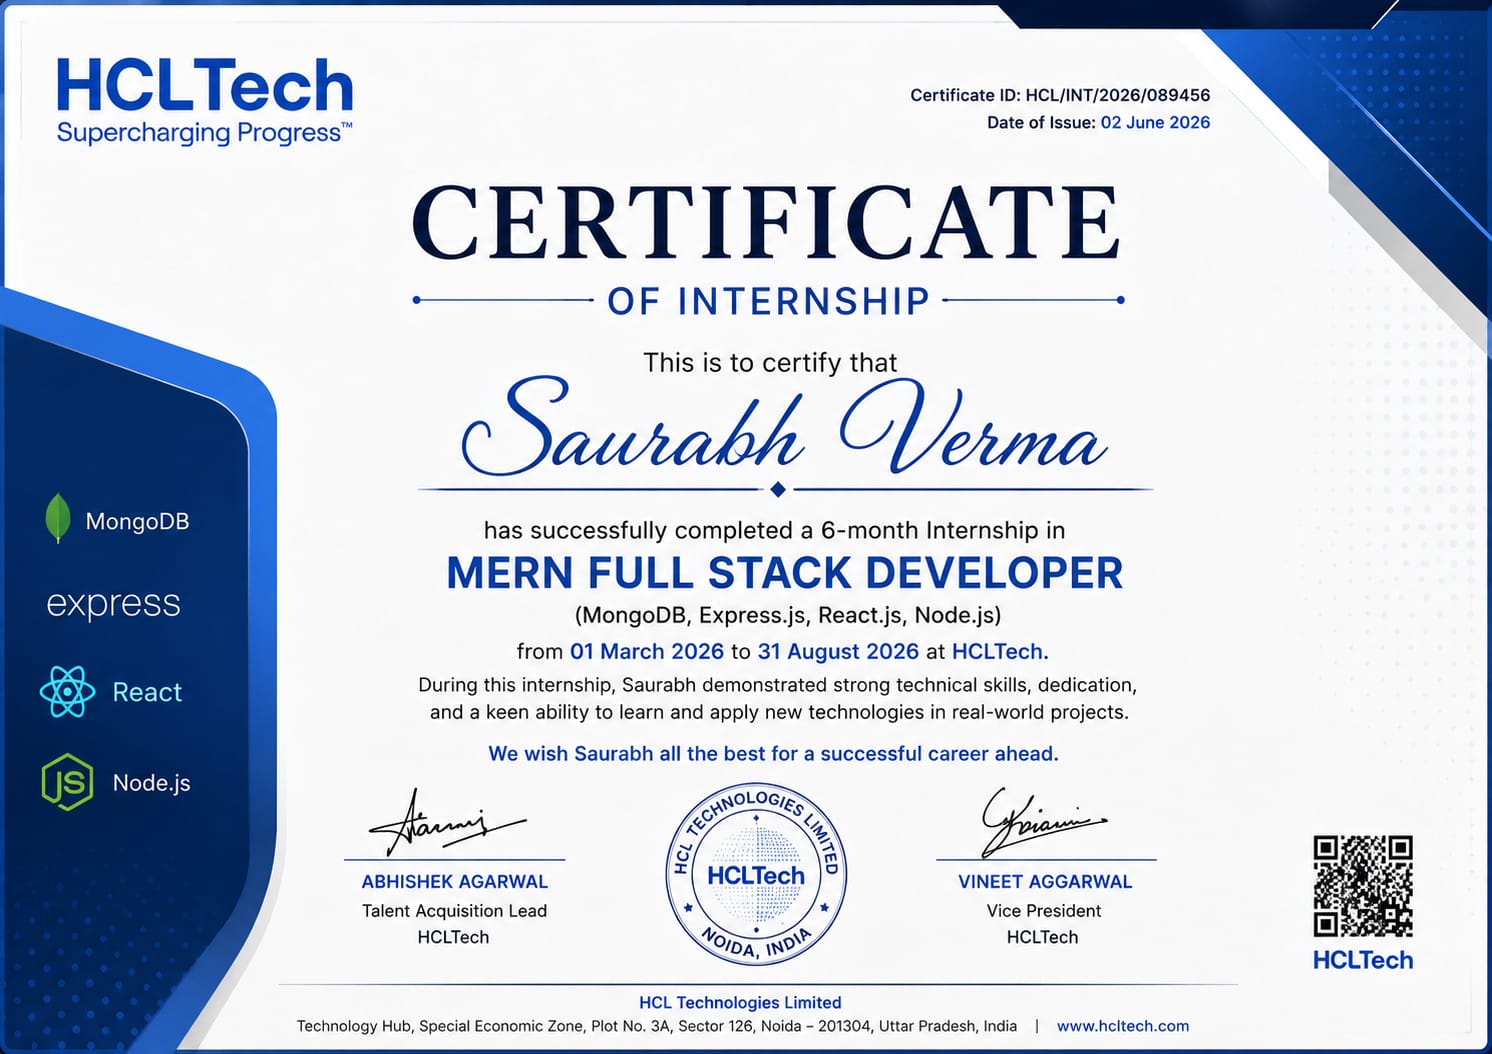 HCLTech
Supercharging Progress™
Certificate ID: HCL/INT/2026/089456
Date of Issue: 02 June 2026
CERTIFICATE
OF INTERNSHIP
This is to certify that
Saurabh Verma
has successfully completed a 6-month Internship in
MERN FULL STACK DEVELOPER
(MongoDB, Express.js, React.js, Node.js)
from 01 March 2026 to 31 August 2026 at HCLTech.
During this internship, Saurabh demonstrated strong technical skills, dedication,
and a keen ability to learn and apply new technologies in real-world projects.
We wish Saurabh all the best for a successful career ahead.
MongoDB
express
React
JS Node.js
ABHISHEK AGARWAL
Talent Acquisition Lead
HCLTech
HCL TECHNOLOGIES LIMITED
HCLTech
NOIDA, INDIA
VINEET AGGARWAL
Vice President
HCLTech
HCLTech
HCL Technologies Limited
Technology Hub, Special Economic Zone, Plot No. 3A, Sector 126, Noida – 201304, Uttar Pradesh, India | www.hcltech.com